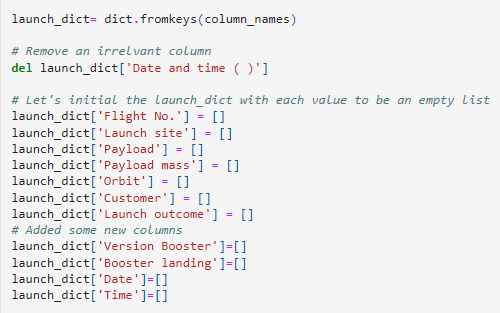 launch_dict= dict.fromkeys(column_names)
# Remove an irrelvant column
del launch_dict['Date and time ( )']
# Let's initial the launch_dict with each value to be an empty list
launch_dict['Flight No.'] = []
launch_dict['Launch site'] = []
launch_dict['Payload'] = []
launch_dict['Payload mass'] = []
launch_dict['Orbit'] = []
launch_dict['Customer'] = []
launch_dict['Launch outcome'] = []
# Added some new columns
launch_dict['Version Booster']=[]
launch_dict['Booster landing']=[]
launch_dict['Date']=[]
launch_dict['Time']=[]